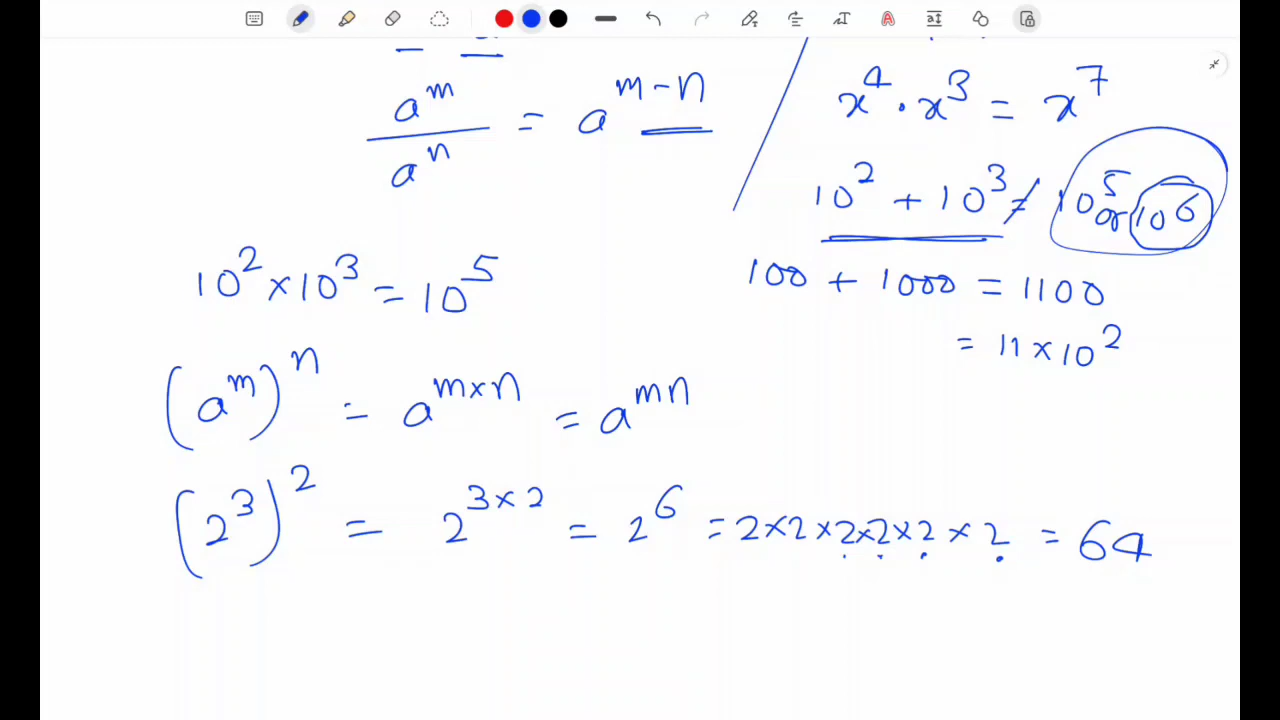 a^m / a^n = a^(m-n)
x^4 · x^3 = x^7
10^2 + 10^3 ≠ 10^5 or 10^6
10^2 × 10^3 = 10^5
100 + 1000 = 1100
= 11 × 10^2
(a^m)^n = a^(m×n) = a^(mn)
(2^3)^2 = 2^(3×2) = 2^6 = 2×2×2×2×2×2 = 64